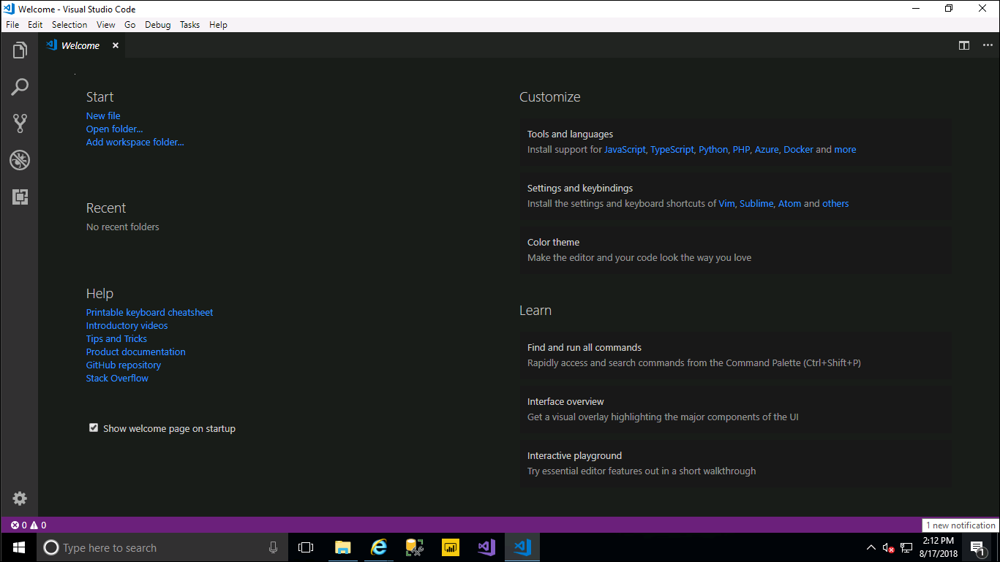 Welcome - Visual Studio Code
File Edit Selection View Go Debug Tasks Help
Welcome
Start
New file
Open folder...
Add workspace folder...
Recent
No recent folders
Help
Printable keyboard cheatsheet
Introductory videos
Tips and Tricks
Product documentation
GitHub repository
Stack Overflow
Show welcome page on startup
Customize
Tools and languages
Install support for JavaScript, TypeScript, Python, PHP, Azure, Docker and more
Settings and keybindings
Install the settings and keyboard shortcuts of Vim, Sublime, Atom and others
Color theme
Make the editor and your code look the way you love
Learn
Find and run all commands
Rapidly access and search commands from the Command Palette (Ctrl+Shift+P)
Interface overview
Get a visual overlay highlighting the major components of the UI
Interactive playground
Try essential editor features out in a short walkthrough
0 0
1 new notification
Type here to search
2:12 PM
8/17/2018
1